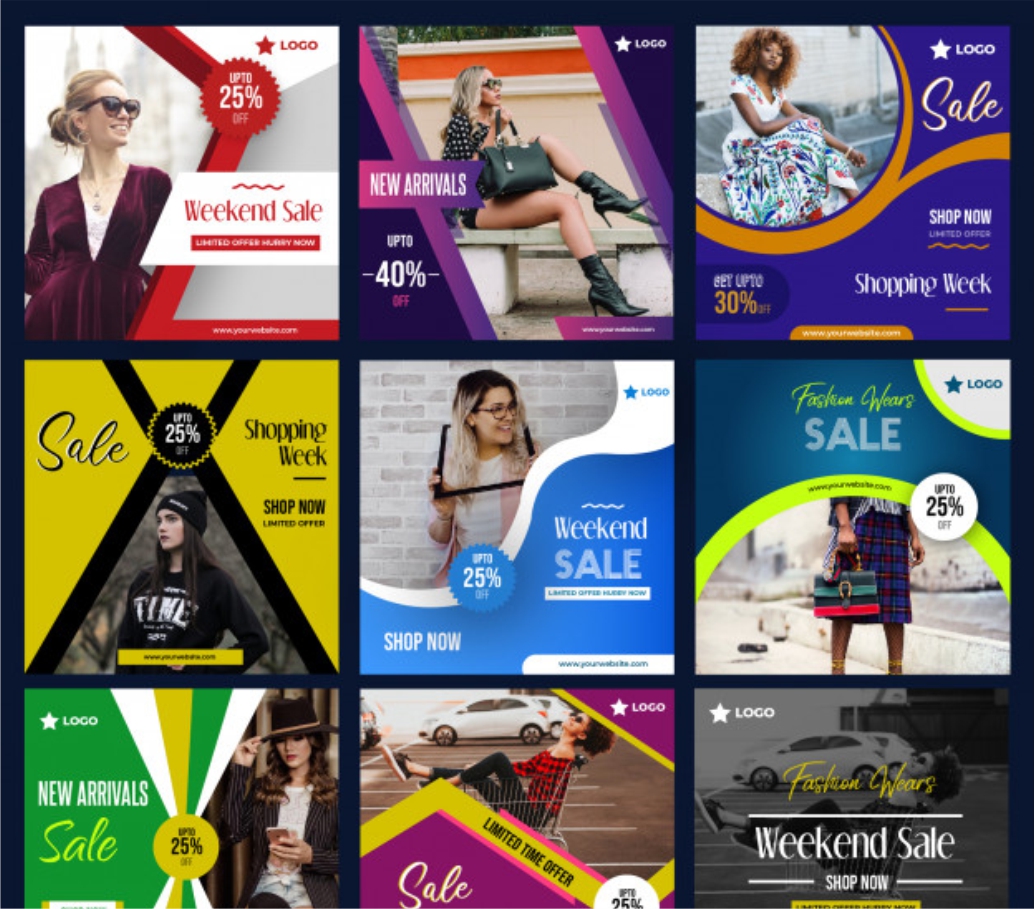 LOGO
UPTO
25%
OFF
Weekend Sale
LIMITED OFFER HURRY NOW
www.yourwebsite.com
LOGO
NEW ARRIVALS
UPTO
-40%-
OFF
www.yourwebsite.com
LOGO
Sale
SHOP NOW
LIMITED OFFER
Shopping Week
GET UPTO
30%OFF
www.yourwebsite.com
Sale
UPTO
25%
OFF
Shopping
Week
SHOP NOW
LIMITED OFFER
www.yourwebsite.com
LOGO
Weekend
SALE
LIMITED OFFER HURRY NOW
UPTO
25%
OFF
SHOP NOW
www.yourwebsite.com
LOGO
Fashion Wears
SALE
www.yourwebsite.com
UPTO
25%
OFF
LOGO
NEW ARRIVALS
Sale
UPTO
25%
OFF
LOGO
LIMITED TIME OFFER
Sale
UPTO
25%
LOGO
Fashion Wears
Weekend Sale
SHOP NOW
LIMITED OFFER HURRY NOW